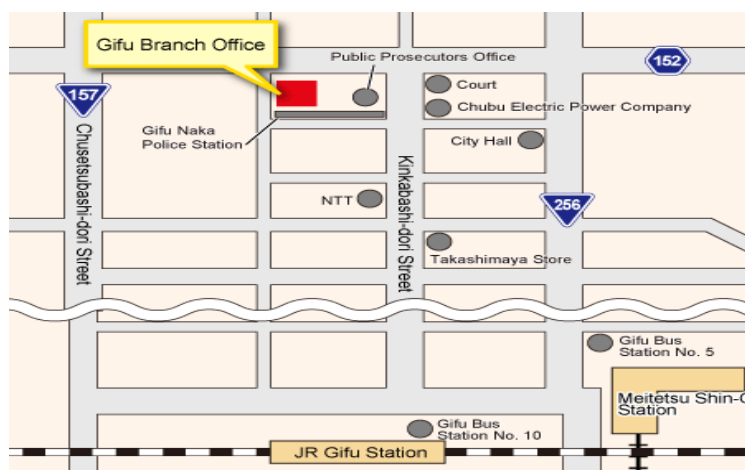 Gifu Branch Office
Public Prosecutors Office
152
157
Court
Chubu Electric Power Company
Gifu Naka
Police Station
City Hall
Chusetsubashi-dori Street
Kinkabashi-dori Street
NTT
256
Takashimaya Store
Gifu Bus
Station No. 5
Meitetsu Shin-
Station
Gifu Bus
Station No. 10
JR Gifu Station